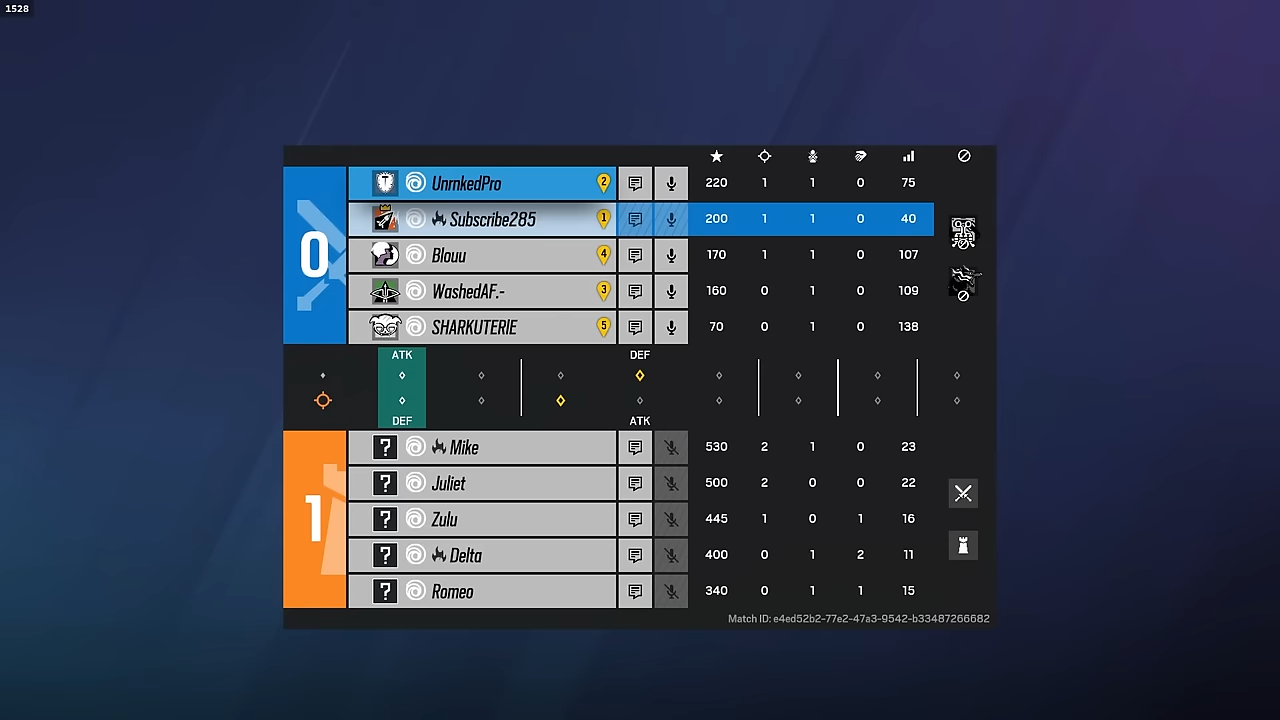 1528
UnrnkedPro 2 220 1 1 0 75
0 Subscribe285 1 200 1 1 0 40
Blouu 4 170 1 1 0 107
WashedAF.- 3 160 0 1 0 109
SHARKUTERIE 5 70 0 1 0 138
ATK DEF
DEF ATK
? Mike 530 2 1 0 23
? Juliet 500 2 0 0 22
1 ? Zulu 445 1 0 1 16
? Delta 400 0 1 2 11
? Romeo 340 0 1 1 15
Match ID: e4ed52b2-77e2-47a3-9542-b33487266682